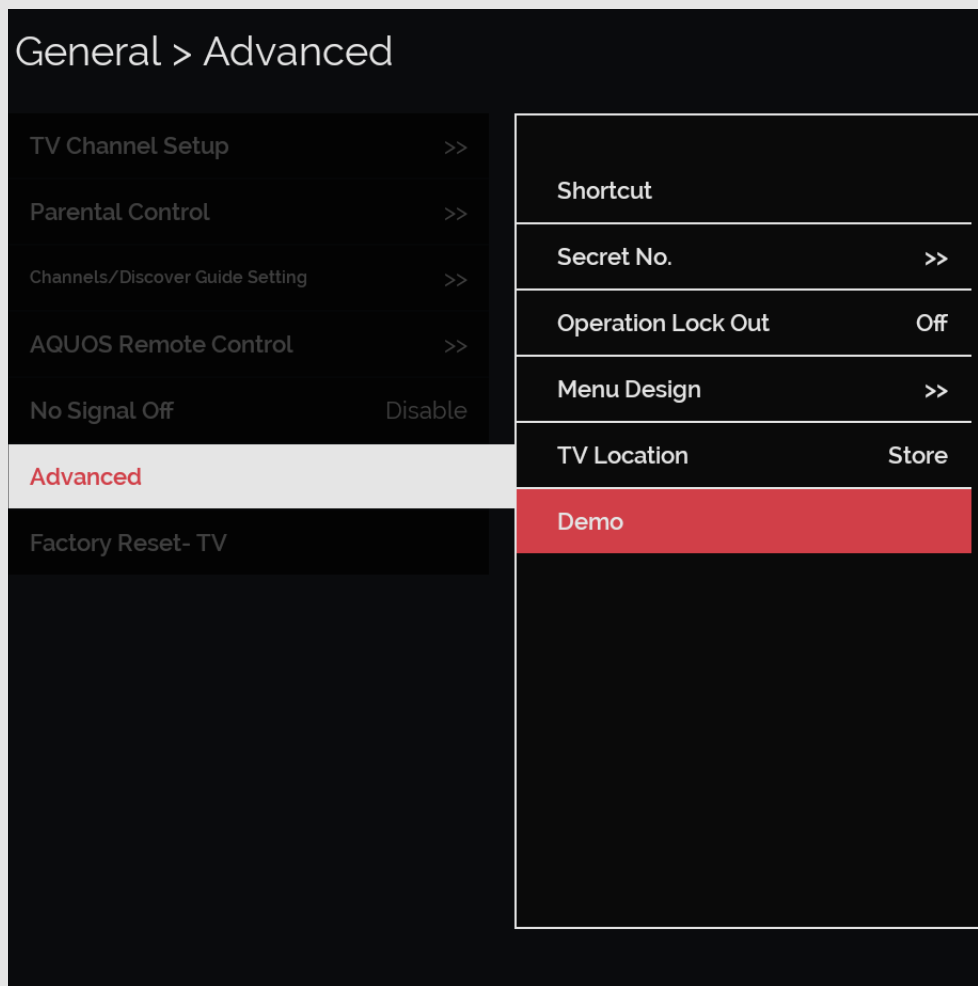 General > Advanced
TV Channel Setup >>
Parental Control >>
Channels/Discover Guide Setting >>
AQUOS Remote Control >>
No Signal Off Disable
Advanced
Factory Reset- TV
Shortcut
Secret No. >>
Operation Lock Out Off
Menu Design >>
TV Location Store
Demo